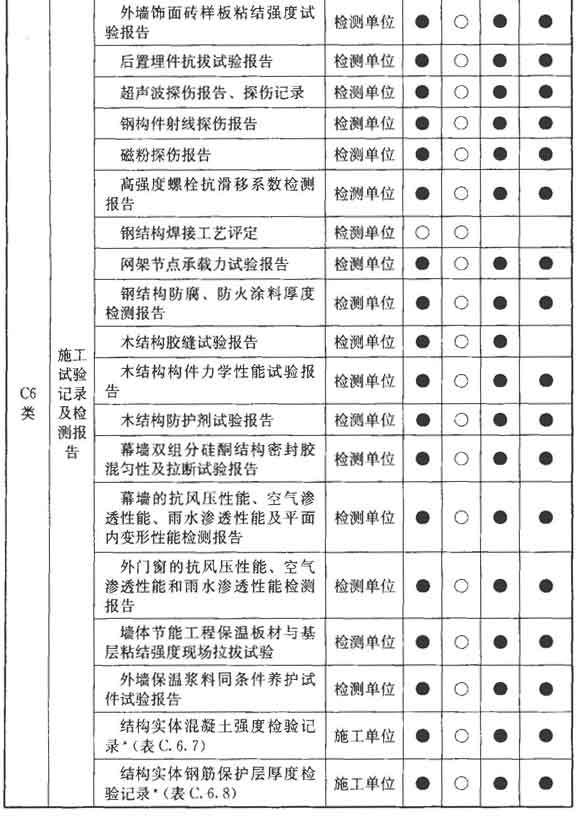 外墙饰面砖样板粘结强度试
验报告
检测单位 ● ○ ● ●
后置埋件抗拔试验报告 检测单位 ● ○ ● ●
超声波探伤报告、探伤记录 检测单位 ● ○ ● ●
钢构件射线探伤报告 检测单位 ● ○ ● ●
磁粉探伤报告 检测单位 ● ○ ● ●
高强度螺栓抗滑移系数检测
报告
检测单位 ● ○ ● ●
钢结构焊接工艺评定 检测单位 ○ ○
网架节点承载力试验报告 检测单位 ● ○ ● ●
钢结构防腐、防火涂料厚度
检测报告
检测单位 ● ○ ● ●
木结构胶缝试验报告 检测单位 ● ○ ●
C6
类
施工
试验
记录
及检
测报
告
木结构构件力学性能试验报
告
检测单位 ● ○ ● ●
木结构防护剂试验报告 检测单位 ● ○ ● ●
幕墙双组分硅酮结构密封胶
混匀性及拉断试验报告
检测单位 ● ○ ● ●
幕墙的抗风压性能、空气渗
透性能、雨水渗透性能及平面
内变形性能检测报告
检测单位 ● ○ ● ●
外门窗的抗风压性能、空气
渗透性能和雨水渗透性能检测
报告
检测单位 ● ○ ● ●
墙体节能工程保温板材与基
层粘结强度现场拉拔试验
检测单位 ● ○ ● ●
外墙保温浆料同条件养护试
件试验报告
检测单位 ● ○ ● ●
结构实体混凝土强度检验记
录*(表C.6.7)
施工单位 ● ○ ● ●
结构实体钢筋保护层厚度检
验记录*(表C.6.8)
施工单位 ● ○ ● ●